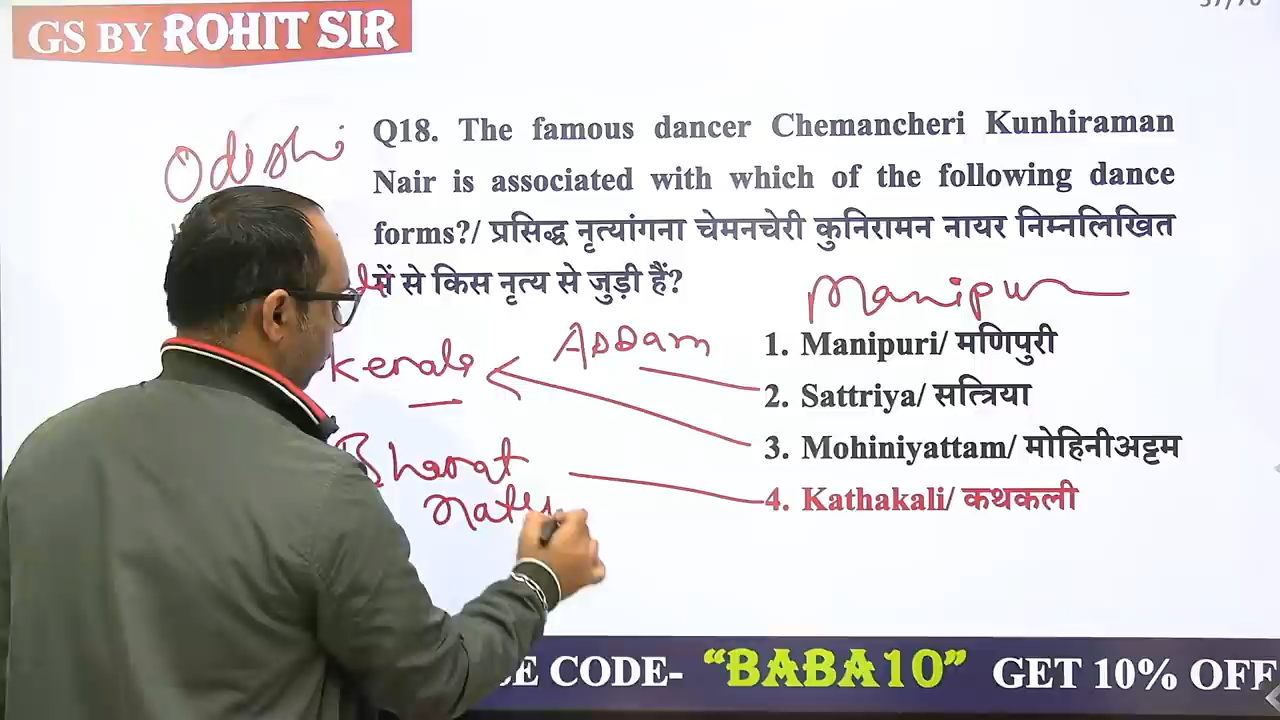 GS BY ROHIT SIR
Odishi
Q18. The famous dancer Chemancheri Kunhiraman
Nair is associated with which of the following dance
forms?/ प्रसिद्ध नृत्यांगना चेमनचेरी कुनिरामन नायर निम्नलिखित
में से किस नृत्य से जुड़ी हैं?
Manipur
Assam
1. Manipuri/ मणिपुरी
Kerala
2. Sattriya/ सत्त्रिया
3. Mohiniyattam/ मोहिनीअट्टम
Bharat
4. Kathakali/ कथकली
CODE- “BABA10” GET 10% OFF